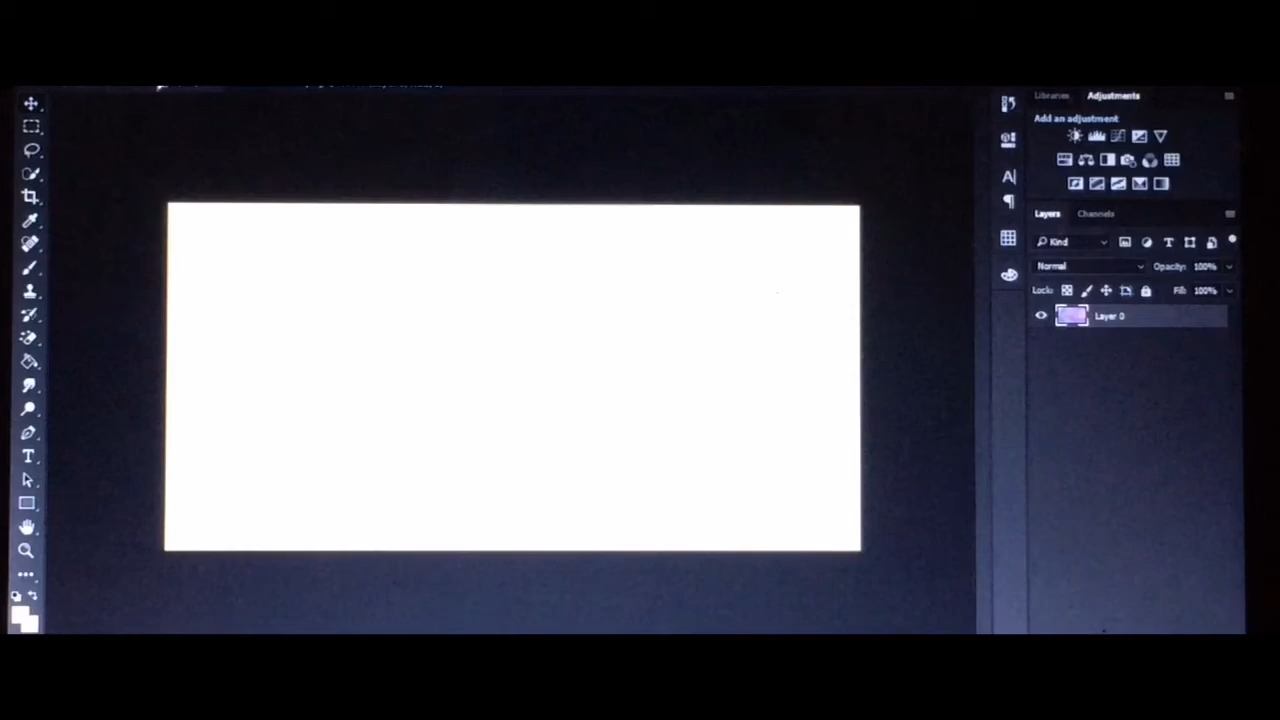 Libraries Adjustments
Add an adjustment
A|
Layers Channels
Kind
T
Normal Opacity: 100%
Lock: Fill: 100%
Layer 0
T